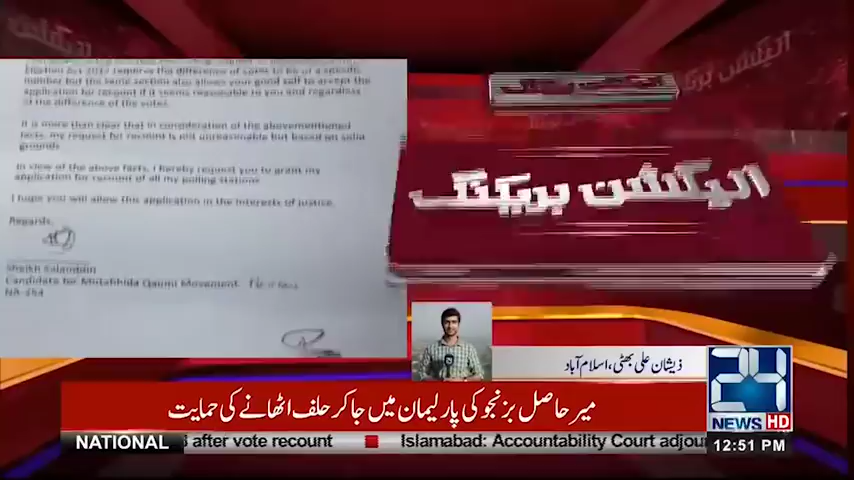 Election Act 2017 requires the difference of votes to be of a specific
number but the same section also allows your good self to accept the
application for recount if it seems reasonable to you and regardless
of the difference of the votes.
It is more than clear that in consideration of the abovementioned
facts, my request for recount is not unreasonable but based on solid
grounds
In view of the above facts, I hereby request you to grant my
application for recount of all my polling stations
I hope you will allow this application in the interests of justice.
Regards,
Sheikh Salahuddin
Candidate for Muttahhida Qaumi Movement
NA-254
الیکشن بریکنگ
ذیشان علی بھٹی، اسلام آباد
میر حاصل بزنجو کی پارلیمان میں جا کر حلف اٹھانے کی حمایت
24
NEWS HD
NATIONAL
after vote recount
Islamabad: Accountability Court adjou
12:51 PM